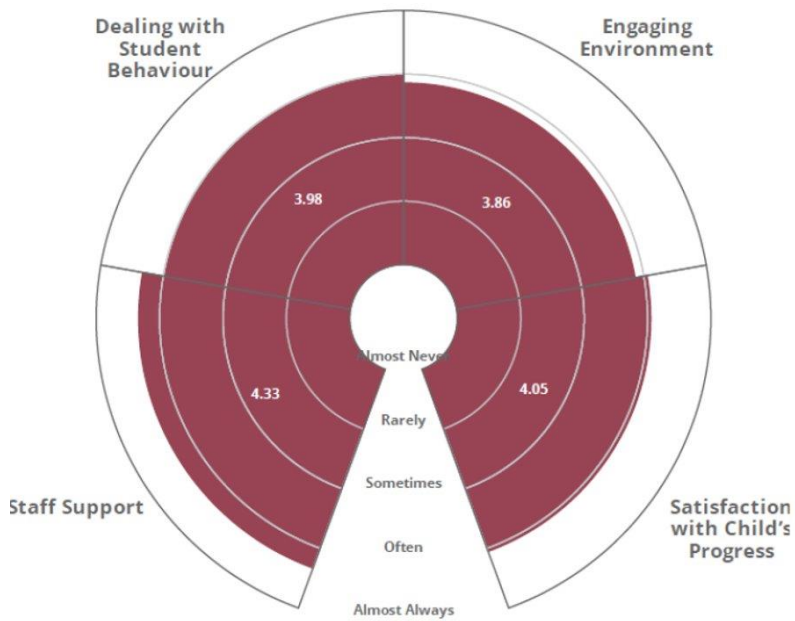 Dealing with
Student
Behaviour
Engaging
Environment
3.98
3.86
Almost Never
4.33
4.05
Rarely
Sometimes
Staff Support
Satisfaction
with Child's
Progress
Often
Almost Always